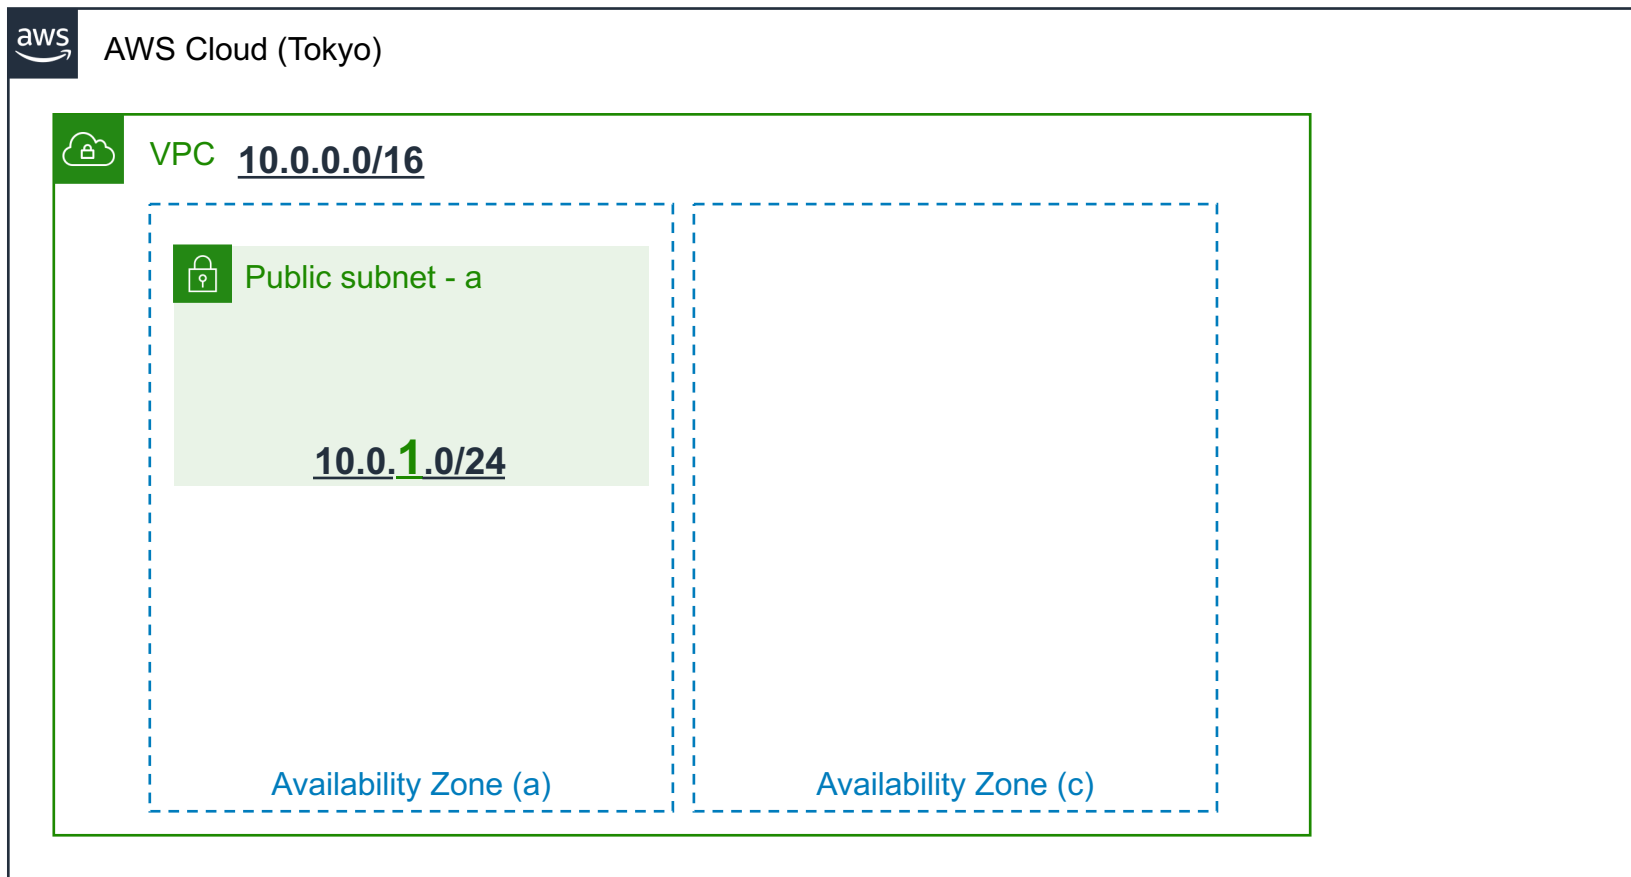 aws
AWS Cloud (Tokyo)
VPC 10.0.0.0/16
Public subnet - a
10.0.1.0/24
Availability Zone (a)
Availability Zone (c)